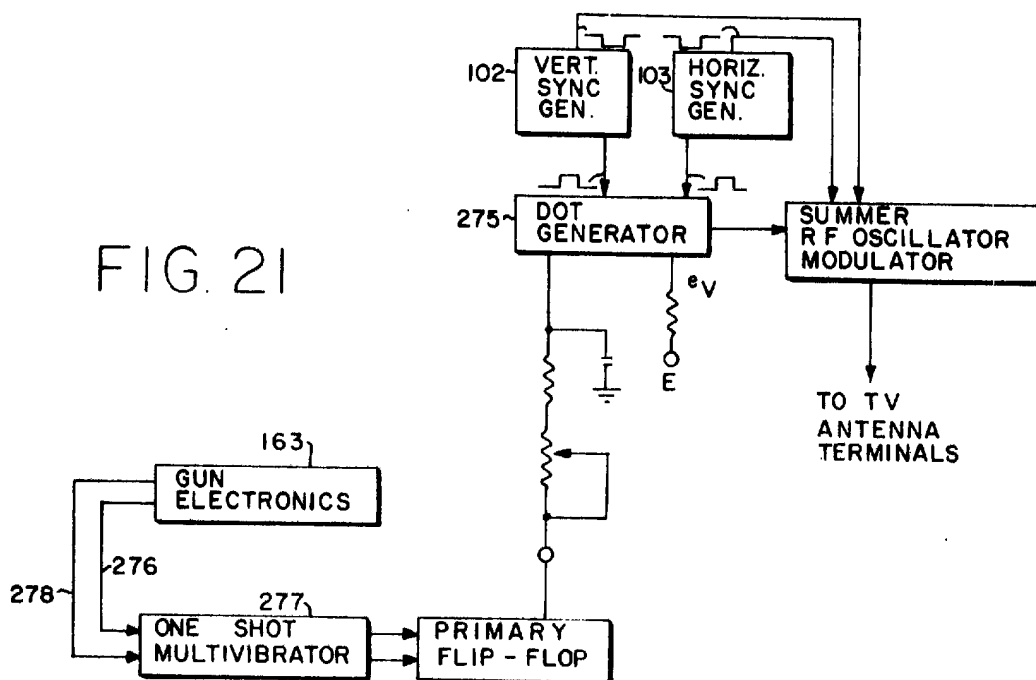 102
VERT.
SYNC
GEN.
103
HORIZ.
SYNC
GEN.
275
DOT
GENERATOR
SUMMER
RF OSCILLATOR
MODULATOR
FIG. 21
eV
E
TO TV
ANTENNA
TERMINALS
163
GUN
ELECTRONICS
278
276
277
ONE SHOT
MULTIVIBRATOR
PRIMARY
FLIP-FLOP